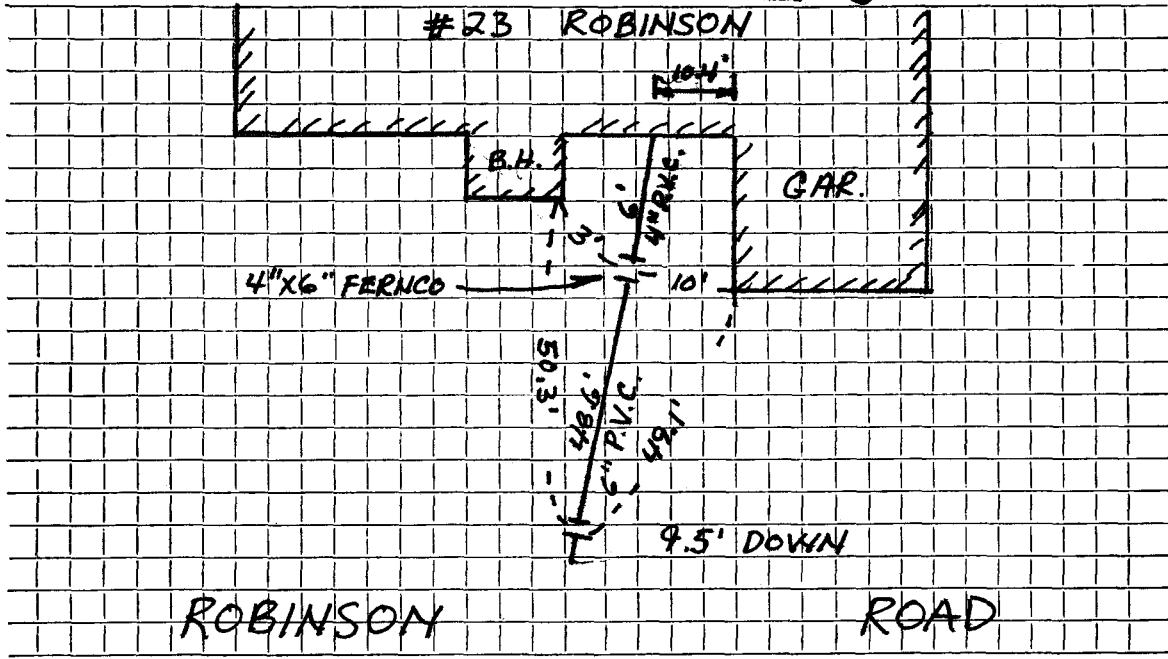 #23 ROBINSON
10.4'
B.H.
GAR.
6'
4" P.V.C.
3'
4"X6" FERNCO
10'
50.3'
48.6'
6" P.V.C.
49.1'
9.5' DOWN
ROBINSON ROAD